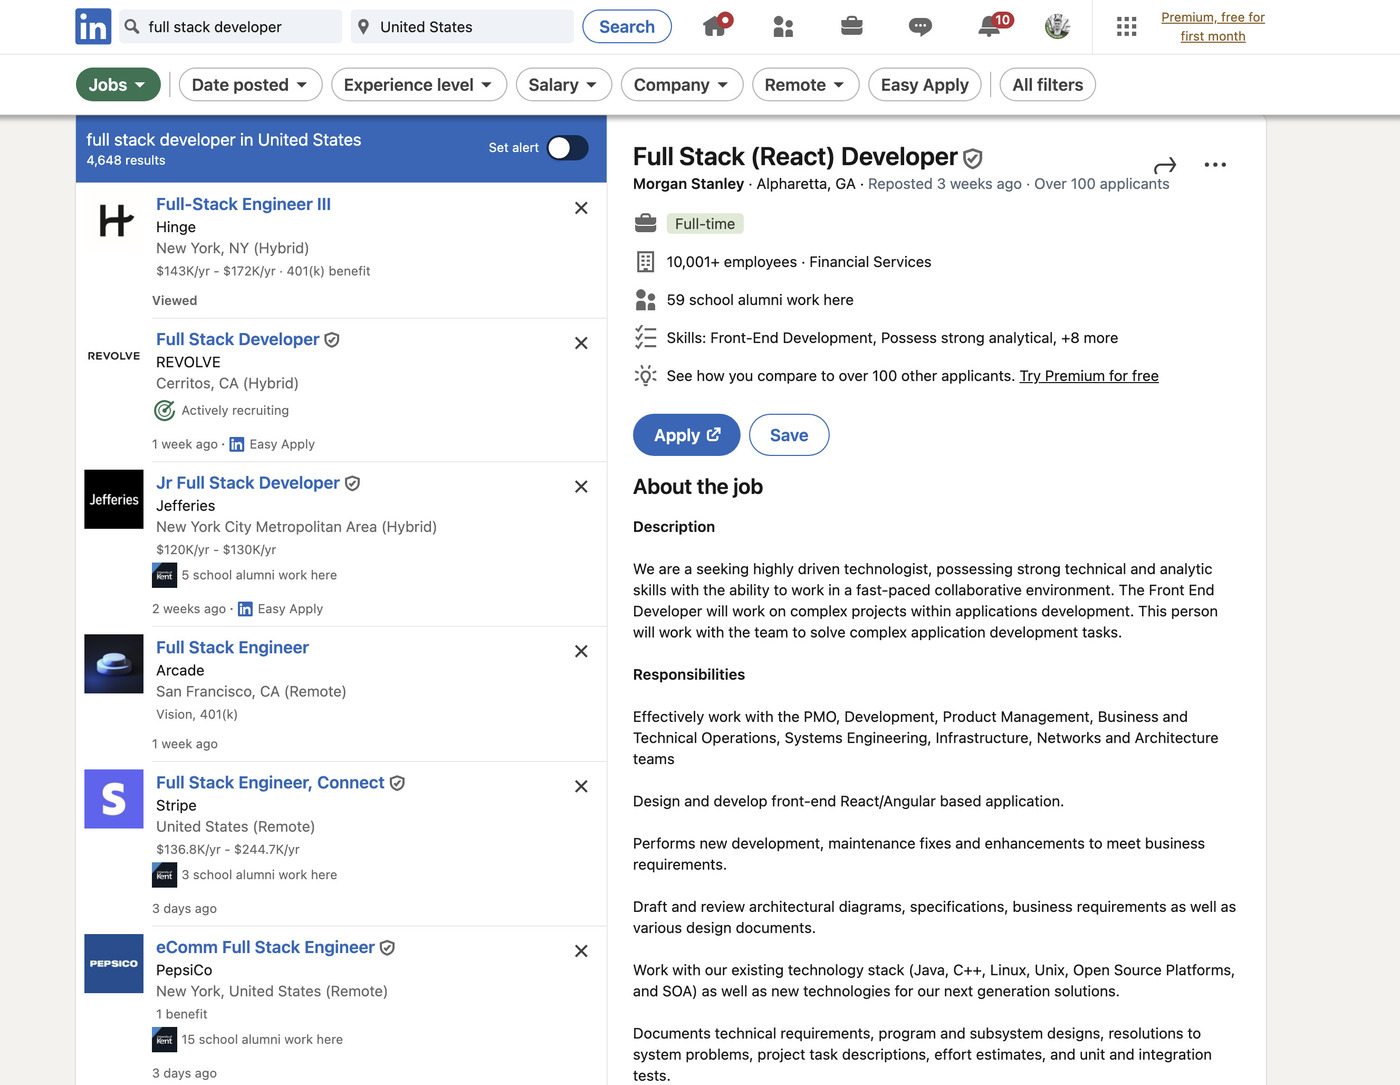 in
full stack developer
United States
Search
10
Premium, free for
first month
Jobs
Date posted
Experience level
Salary
Company
Remote
Easy Apply
All filters
full stack developer in United States
4,648 results
Set alert
H
Full-Stack Engineer III
Hinge
New York, NY (Hybrid)
$143K/yr - $172K/yr · 401(k) benefit
Viewed
REVOLVE
Full Stack Developer
REVOLVE
Cerritos, CA (Hybrid)
Actively recruiting
1 week ago · in Easy Apply
Jefferies
Jr Full Stack Developer
Jefferies
New York City Metropolitan Area (Hybrid)
$120K/yr - $130K/yr
Kent
5 school alumni work here
2 weeks ago · in Easy Apply
Full Stack Engineer
Arcade
San Francisco, CA (Remote)
Vision, 401(k)
1 week ago
S
Full Stack Engineer, Connect
Stripe
United States (Remote)
$136.8K/yr - $244.7K/yr
Kent
3 school alumni work here
3 days ago
PEPSICO
eComm Full Stack Engineer
PepsiCo
New York, United States (Remote)
1 benefit
Kent
15 school alumni work here
3 days ago
Full Stack (React) Developer
Morgan Stanley · Alpharetta, GA · Reposted 3 weeks ago · Over 100 applicants
Full-time
10,001+ employees · Financial Services
59 school alumni work here
Skills: Front-End Development, Possess strong analytical, +8 more
See how you compare to over 100 other applicants. Try Premium for free
Apply
Save
About the job
Description
We are a seeking highly driven technologist, possessing strong technical and analytic
skills with the ability to work in a fast-paced collaborative environment. The Front End
Developer will work on complex projects within applications development. This person
will work with the team to solve complex application development tasks.
Responsibilities
Effectively work with the PMO, Development, Product Management, Business and
Technical Operations, Systems Engineering, Infrastructure, Networks and Architecture
teams
Design and develop front-end React/Angular based application.
Performs new development, maintenance fixes and enhancements to meet business
requirements.
Draft and review architectural diagrams, specifications, business requirements as well as
various design documents.
Work with our existing technology stack (Java, C++, Linux, Unix, Open Source Platforms,
and SOA) as well as new technologies for our next generation solutions.
Documents technical requirements, program and subsystem designs, resolutions to
system problems, project task descriptions, effort estimates, and unit and integration
tests.